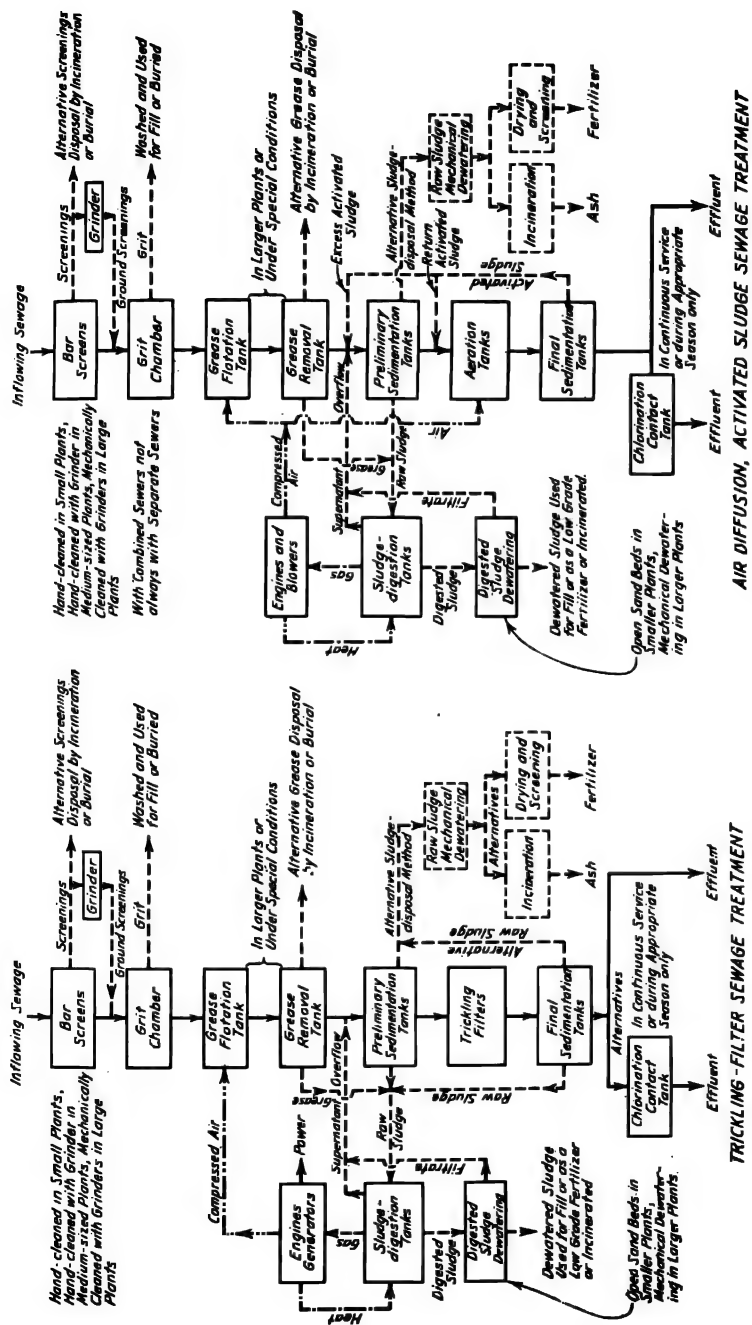 Inflowing Sewage
Hand-cleaned in Small Plants,
Hand-cleaned with Grinder in
Medium-sized Plants, Mechanically
Cleaned with Grinders in Large
Plants
Bar
Screens
Screenings
Alternative Screenings
Disposal by Incineration
or Burial
Grinder
Ground Screenings
Grit
Chamber
Grit
Washed and Used
for Fill or Buried
Grease
Flotation
Tank
In Larger Plants or
Under Special Conditions
Grease
Removal
Tank
Alternative Grease Disposal
by Incineration or Burial
Compressed Air
Engines
Generators
Power
Heat
Gas
Grease
Supernatant
Overflow
Sludge-
digestion
Tanks
Raw
Sludge
Preliminary
Sedimentation
Tanks
Alternative Sludge-
disposal Method
Raw Sludge
Mechanical
Dewatering
Alternatives
Incineration
Drying and
Screening
Ash
Fertilizer
Trickling
Filters
Raw Sludge
Alternative
Raw Sludge
Digested
Sludge
Filtrate
Digested
Sludge
Dewatering
Dewatered Sludge
Used for Fill or as a
Low Grade Fertilizer
or Incinerated
Open Sand Beds in
Smaller Plants,
Mechanical Dewater-
ing in Larger Plants.
Final
Sedimentation
Tanks
Alternatives
Chlorination
Contact
Tank
In Continuous Service
or during Appropriate
Season only
Effluent
Effluent
TRICKLING-FILTER SEWAGE TREATMENT
Inflowing Sewage
Hand-cleaned in Small Plants,
Hand-cleaned with Grinder in
Medium-sized Plants, Mechanically
Cleaned with Grinders in Large
Plants
Bar
Screens
Screenings
Alternative Screenings
Disposal by Incineration
or Burial
Grinder
Ground Screenings
With Combined Sewers not
always with Separate Sewers
Grit
Chamber
Grit
Washed and Used
for Fill or Buried
Grease
Flotation
Tank
In Larger Plants or
Under Special Conditions
Grease
Removal
Tank
Alternative Grease Disposal
by Incineration or Burial
Engines and
Blowers
Compressed
Air
Air
Heat
Gas
Grease
Supernatant
Overflow
Excess Activated
Sludge
Sludge-
digestion
Tanks
Raw Sludge
Preliminary
Sedimentation
Tanks
Alternative Sludge-
disposal Method
Raw Sludge
Mechanical
Dewatering
Return
Activated
Sludge
Incineration
Drying
and
Screening
Ash
Fertilizer
Aeration
Tanks
Activated
Sludge
Digested
Sludge
Filtrate
Digested
Sludge
Dewatering
Dewatered Sludge Used
for Fill or as a Low Grade
Fertilizer or Incinerated.
Open Sand Beds in
Smaller Plants,
Mechanical Dewater-
ing in Larger Plants
Final
Sedimentation
Tanks
Chlorination
Contact
Tank
In Continuous Service
or during Appropriate
Season only
Effluent
Effluent
AIR DIFFUSION, ACTIVATED SLUDGE SEWAGE TREATMENT